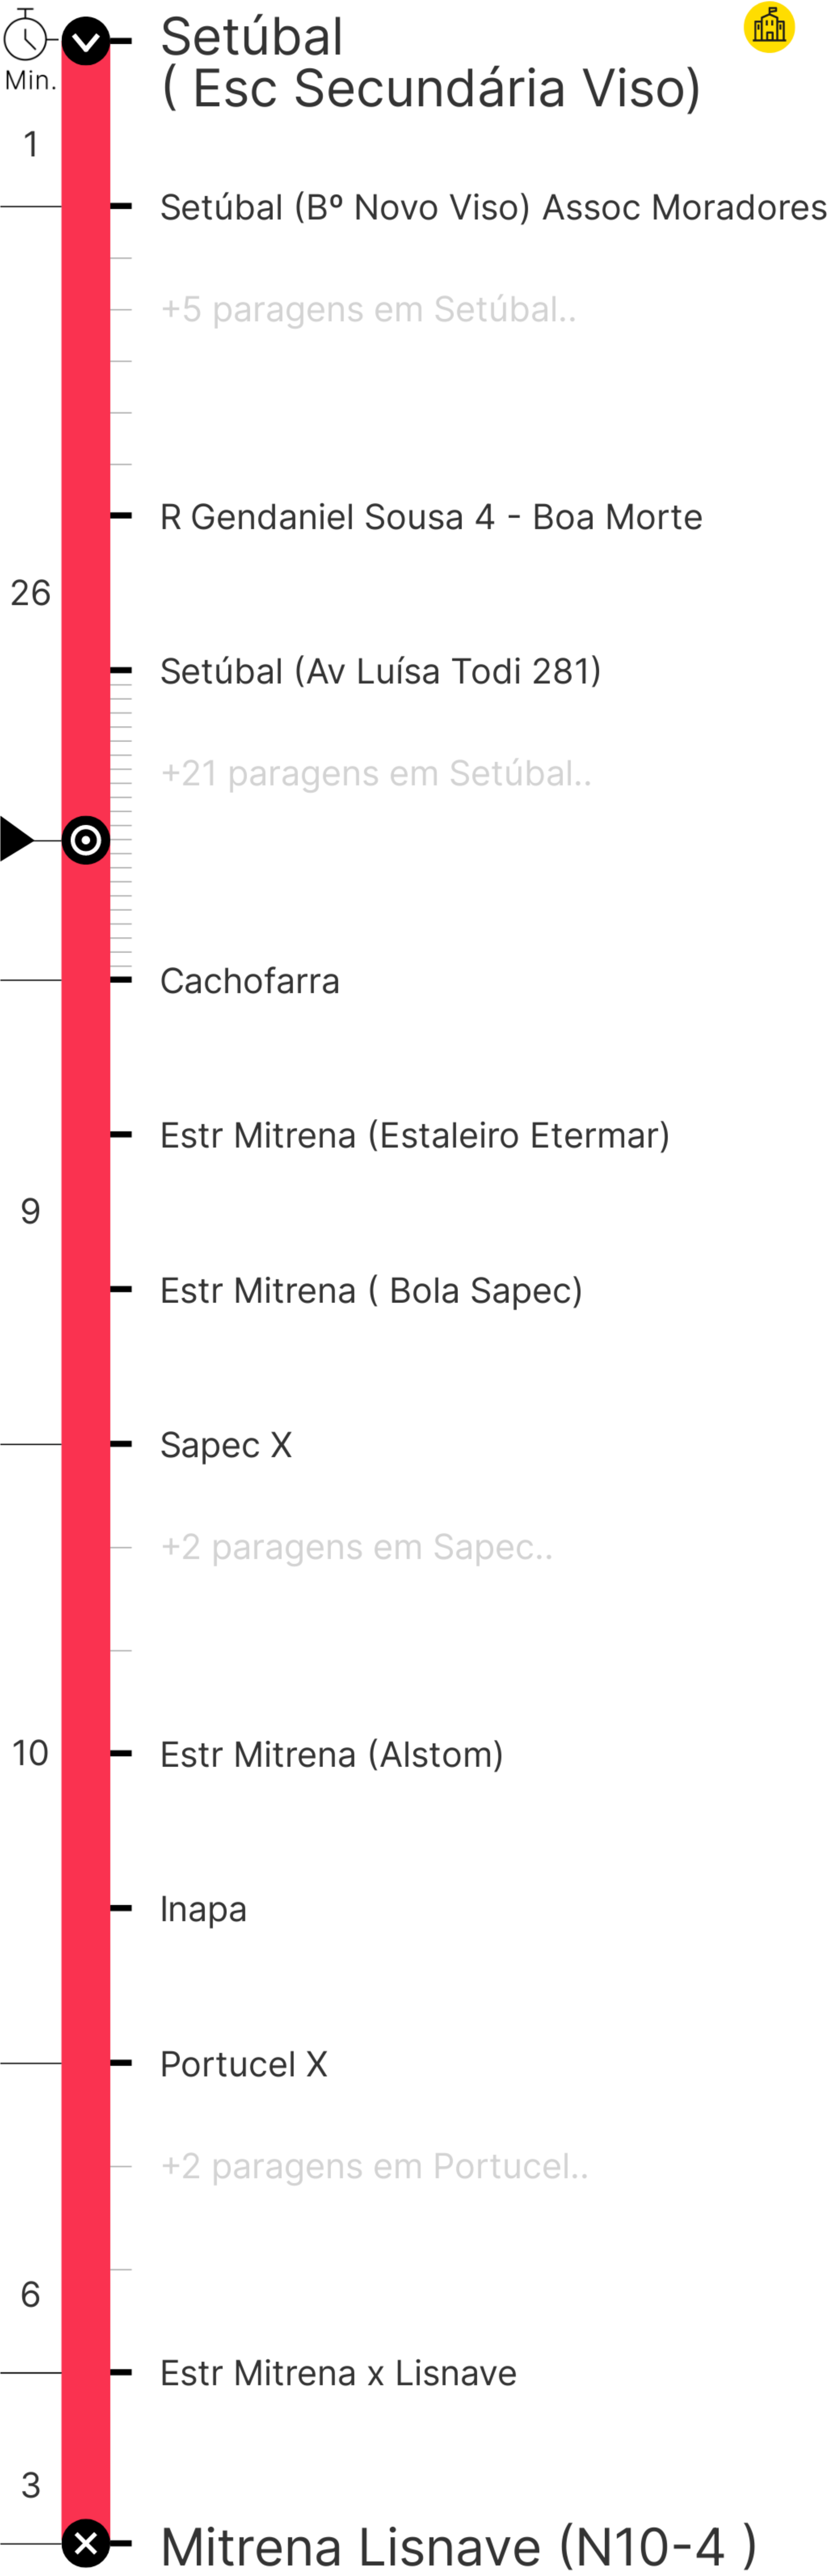 Setúbal
( Esc Secundária Viso)
Min.
1
Setúbal (Bº Novo Viso) Assoc Moradores
+5 paragens em Setúbal..
R Gendaniel Sousa 4 - Boa Morte
26
Setúbal (Av Luísa Todi 281)
+21 paragens em Setúbal..
Cachofarra
Estr Mitrena (Estaleiro Etermar)
9
Estr Mitrena ( Bola Sapec)
Sapec X
+2 paragens em Sapec..
10
Estr Mitrena (Alstom)
Inapa
Portucel X
+2 paragens em Portucel..
6
Estr Mitrena x Lisnave
3
Mitrena Lisnave (N10-4 )